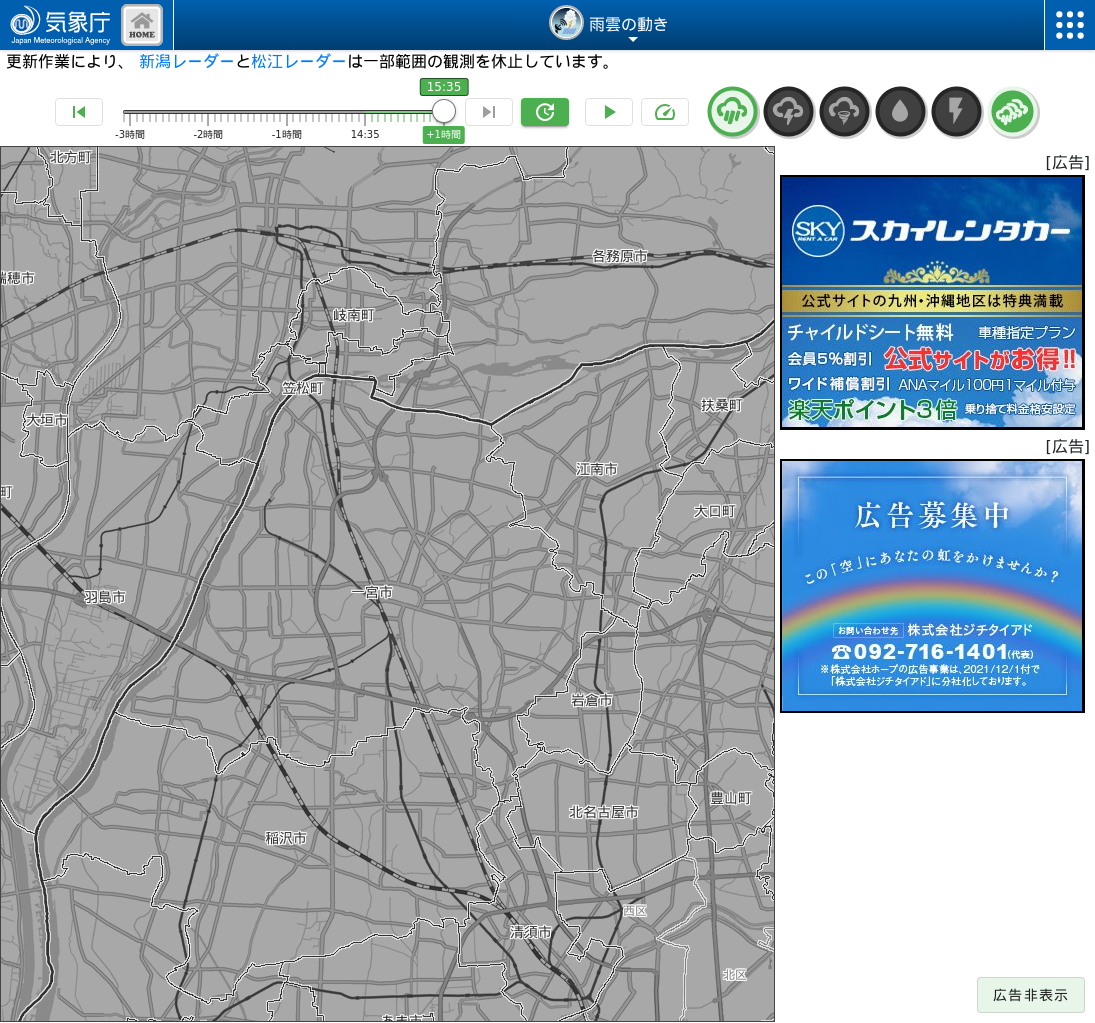 気象庁
Japan Meteorological Agency
HOME
雨雲の動き
更新作業により、 新潟レーダーと松江レーダーは一部範囲の観測を休止しています。
15:35
-3時間
-2時間
-1時間
14:35
+1時間
北方町
各務原市
瑞穂市
岐南町
笠松町
大垣市
扶桑町
江南市
町
大口町
羽島市
一宮市
岩倉市
豊山町
北名古屋市
稲沢市
西区
清須市
北区
あま市
[広告]
SKY
RENT A CAR
スカイレンタカー
公式サイトの九州・沖縄地区は特典満載
チャイルドシート無料 車種指定プラン
会員5%割引 公式サイトがお得!!
ワイド補償割引 ANAマイル100円1マイル付与
楽天ポイント3倍 乗り捨て料金格安設定
[広告]
広告募集中
この「空」にあなたの虹をかけませんか?
お問い合わせ先 株式会社ジチタイアド
☎092-716-1401(代表)
※株式会社ホープの広告事業は、2021/12/1付で
「株式会社ジチタイアド」に分社化しております。
広告非表示